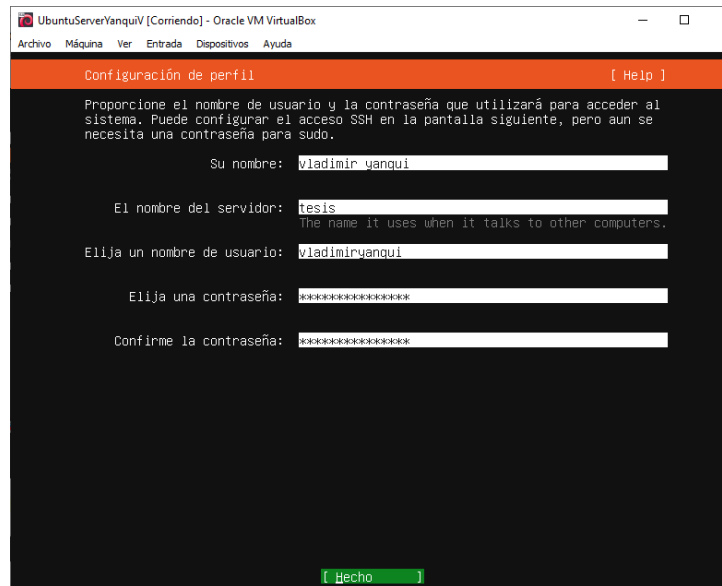 UbuntuServerYanquiV [Corriendo] - Oracle VM VirtualBox
Archivo Máquina Ver Entrada Dispositivos Ayuda
Configuración de perfil [ Help ]
Proporcione el nombre de usuario y la contraseña que utilizará para acceder al
sistema. Puede configurar el acceso SSH en la pantalla siguiente, pero aun se
necesita una contraseña para sudo.
Su nombre: vladimir yanqui
El nombre del servidor: tesis
The name it uses when it talks to other computers.
Elija un nombre de usuario: vladimiryanqui
Elija una contraseña: ***************
Confirme la contraseña: ***************
[ Hecho ]